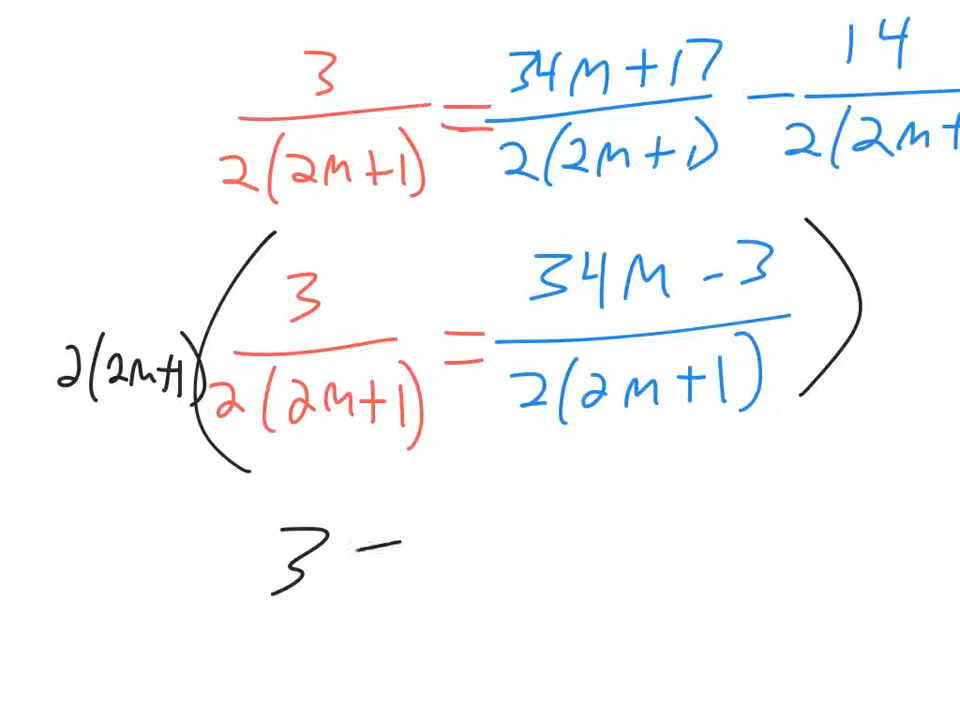 3/(2(2m+1)) = (34m+17)/(2(2m+1)) - 14/(2(2m+
2(2m+1)(3/(2(2m+1)) = (34m-3)/(2(2m+1)))
3 -